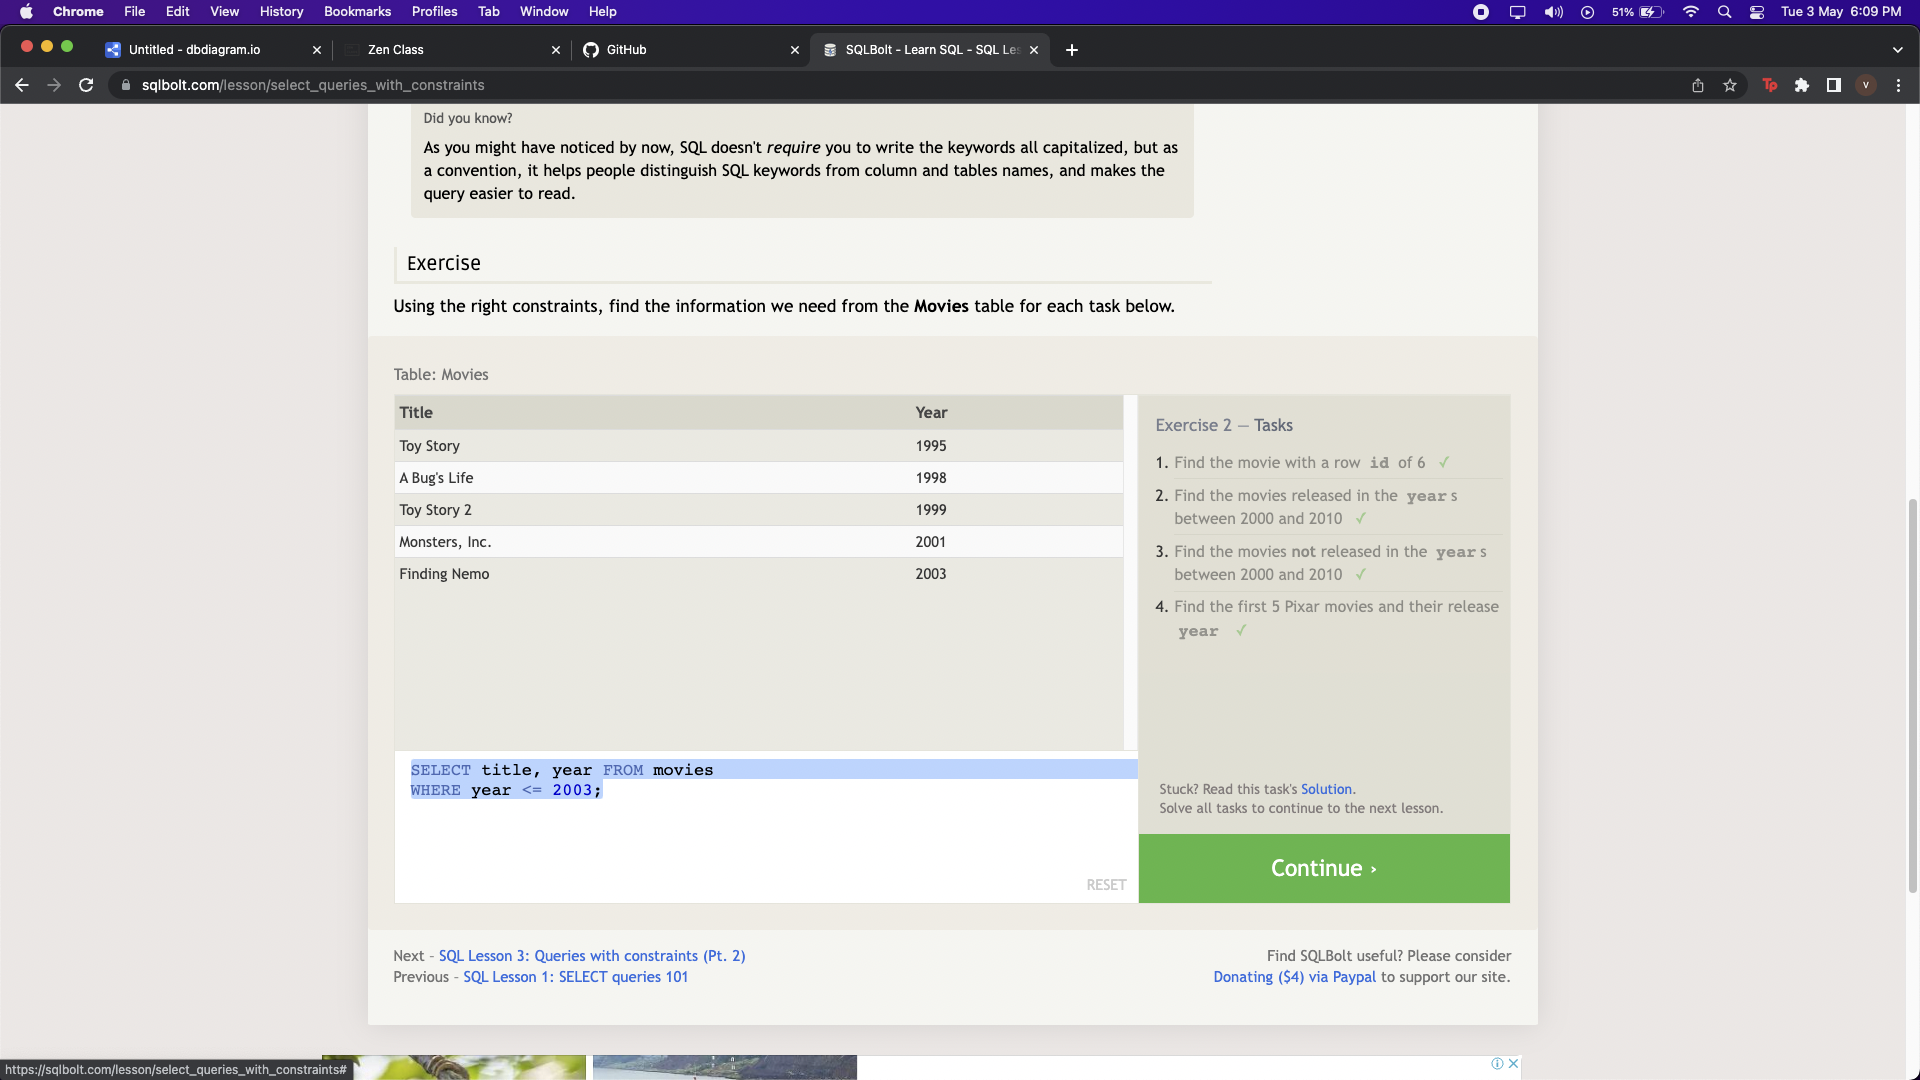 Chrome File Edit View History Bookmarks Profiles Tab Window Help 51% Tue 3 May 6:09 PM
Untitled - dbdiagram.io Zen Class GitHub SQLBolt - Learn SQL - SQL Les
sqlbolt.com/lesson/select_queries_with_constraints Tp V
Did you know?
As you might have noticed by now, SQL doesn't require you to write the keywords all capitalized, but as
a convention, it helps people distinguish SQL keywords from column and tables names, and makes the
query easier to read.
Exercise
Using the right constraints, find the information we need from the Movies table for each task below.
Table: Movies
Title Year
Toy Story 1995
A Bug's Life 1998
Toy Story 2 1999
Monsters, Inc. 2001
Finding Nemo 2003
SELECT title, year FROM movies
WHERE year <= 2003;
RESET
Exercise 2 — Tasks
1. Find the movie with a row id of 6 ✓
2. Find the movies released in the years
between 2000 and 2010 ✓
3. Find the movies not released in the years
between 2000 and 2010 ✓
4. Find the first 5 Pixar movies and their release
year ✓
Stuck? Read this task's Solution.
Solve all tasks to continue to the next lesson.
Continue ›
Next – SQL Lesson 3: Queries with constraints (Pt. 2)
Previous – SQL Lesson 1: SELECT queries 101
Find SQLBolt useful? Please consider
Donating ($4) via Paypal to support our site.
https://sqlbolt.com/lesson/select_queries_with_constraints#